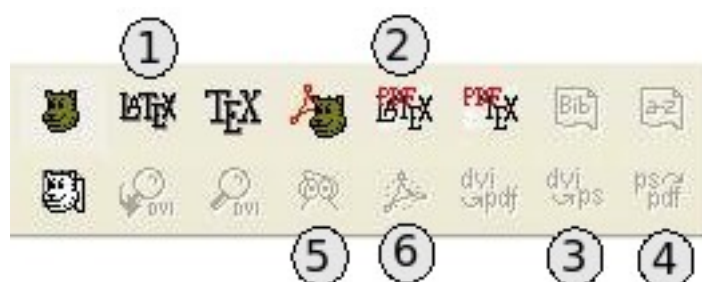 1 2
LATEX TEX PDF LATEX PDF TEX Bib a-z
DVI DVI dvi pdf dvi ps ps pdf
5 6 3 4